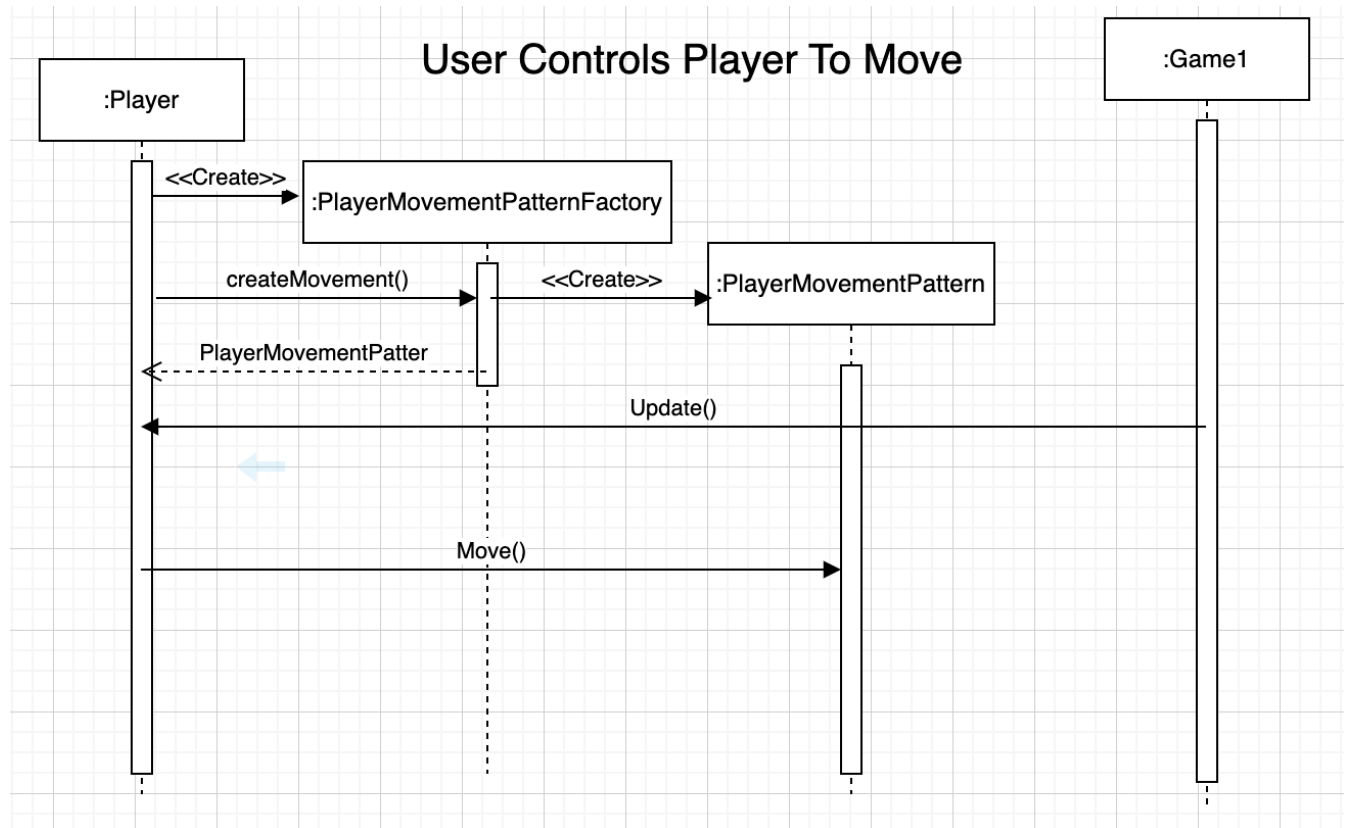 User Controls Player To Move
:Game1
:Player
<<Create>>
:PlayerMovementPatternFactory
createMovement()
<<Create>>
:PlayerMovementPattern
PlayerMovementPatter
Update()
Move()